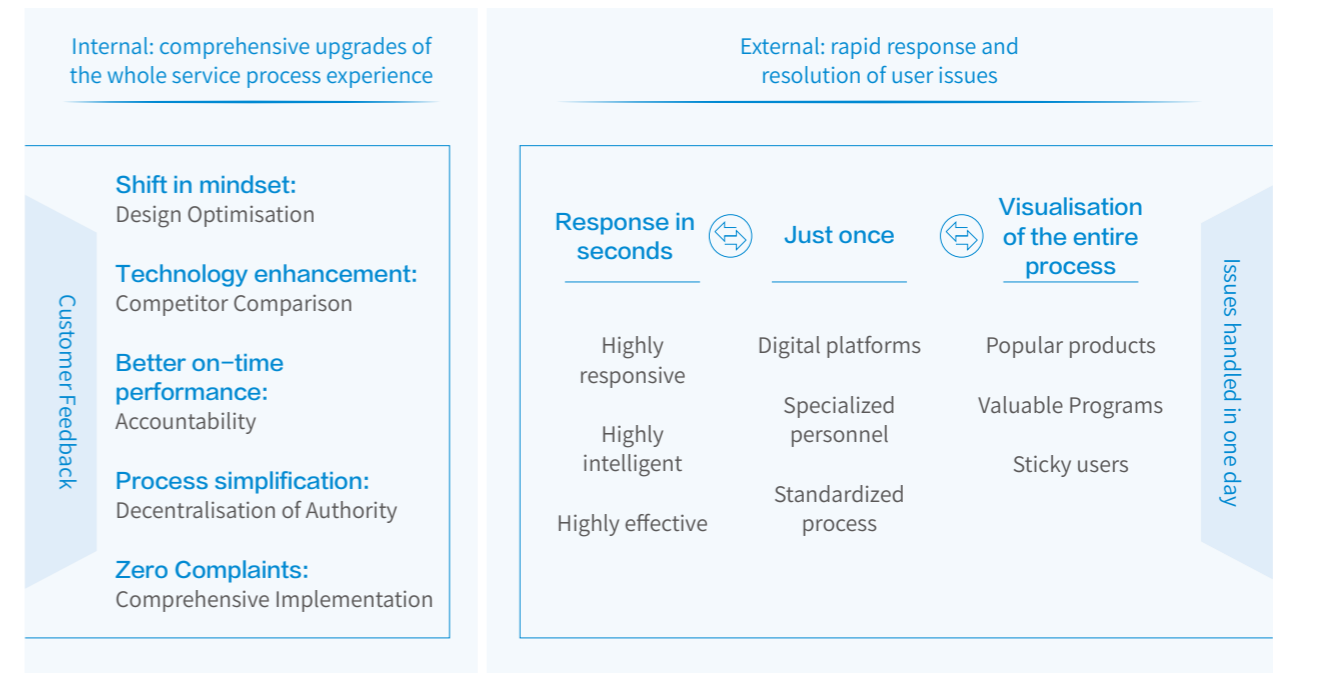 Internal: comprehensive upgrades of
the whole service process experience
Customer Feedback
Shift in mindset:
Design Optimisation
Technology enhancement:
Competitor Comparison
Better on-time
performance:
Accountability
Process simplification:
Decentralisation of Authority
Zero Complaints:
Comprehensive Implementation
External: rapid response and
resolution of user issues
Response in
seconds
Highly
responsive
Highly
intelligent
Highly effective
Just once
Digital platforms
Specialized
personnel
Standardized
process
Visualisation
of the entire
process
Popular products
Valuable Programs
Sticky users
Issues handled in one day